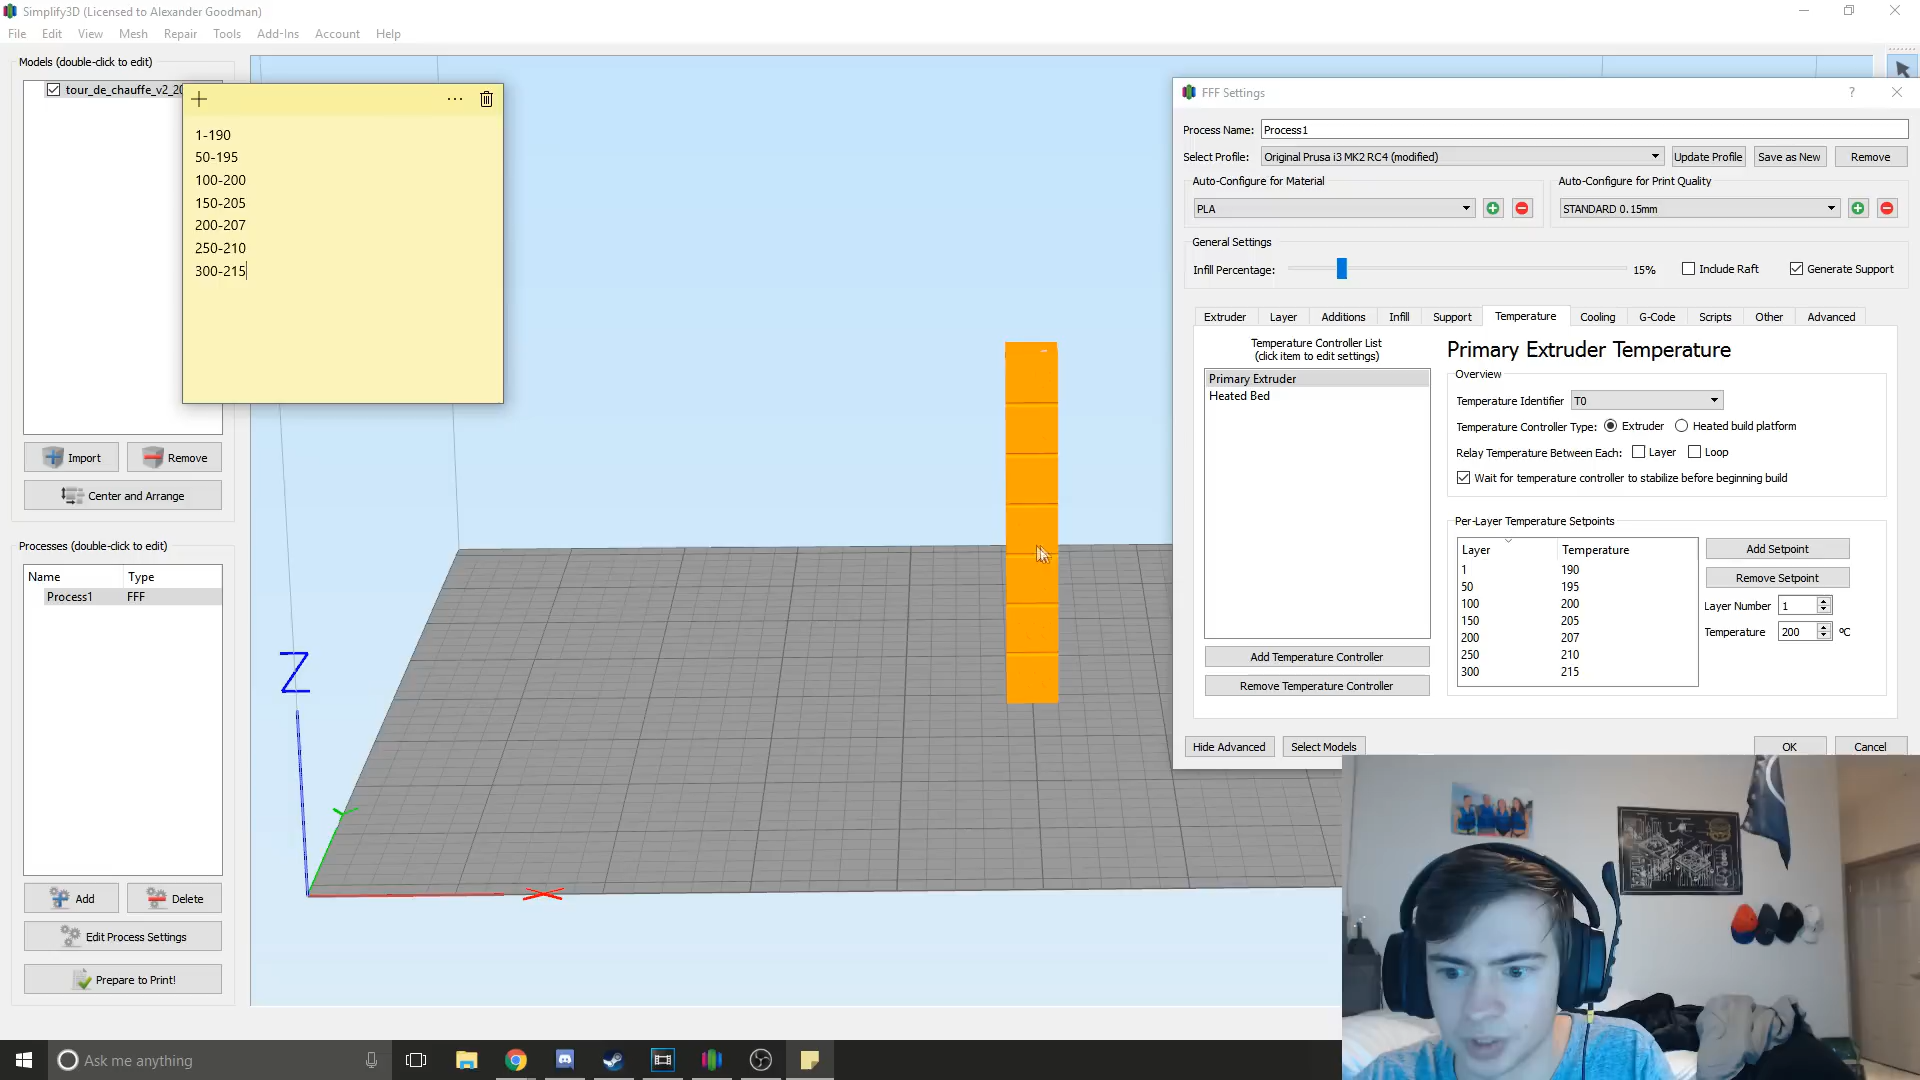 Simplify3D (Licensed to Alexander Goodman)
File Edit View Mesh Repair Tools Add-Ins Account Help
Models (double-click to edit)
tour_de_chauffe_v2_20
1-190
50-195
100-200
150-205
200-207
250-210
300-215
Import
Remove
Center and Arrange
Processes (double-click to edit)
Name Type
Process1 FFF
Add
Delete
Edit Process Settings
Prepare to Print!
Z
FFF Settings
Process Name: Process1
Select Profile: Original Prusa i3 MK2 RC4 (modified) Update Profile Save as New Remove
Auto-Configure for Material
PLA
Auto-Configure for Print Quality
STANDARD 0.15mm
General Settings
Infill Percentage: 15% Include Raft Generate Support
Extruder Layer Additions Infill Support Temperature Cooling G-Code Scripts Other Advanced
Temperature Controller List
(click item to edit settings)
Primary Extruder
Heated Bed
Add Temperature Controller
Remove Temperature Controller
Primary Extruder Temperature
Overview
Temperature Identifier T0
Temperature Controller Type: Extruder Heated build platform
Relay Temperature Between Each: Layer Loop
Wait for temperature controller to stabilize before beginning build
Per-Layer Temperature Setpoints
Layer Temperature
1 190
50 195
100 200
150 205
200 207
250 210
300 215
Add Setpoint
Remove Setpoint
Layer Number 1
Temperature 200 ºC
Hide Advanced Select Models OK Cancel
Ask me anything